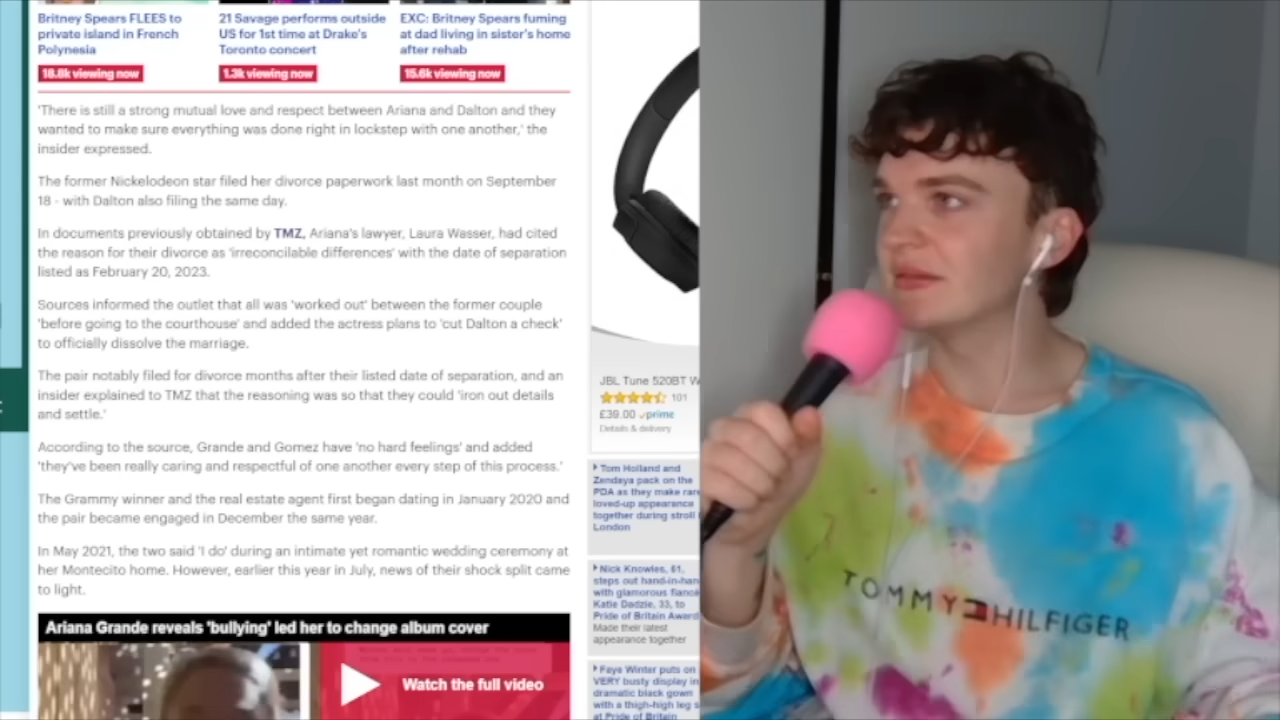 Britney Spears FLEES to
private island in French
Polynesia
18.8k viewing now
21 Savage performs outside
US for 1st time at Drake's
Toronto concert
1.3k viewing now
EXC: Britney Spears fuming
at dad living in sister's home
after rehab
15.6k viewing now
'There is still a strong mutual love and respect between Ariana and Dalton and they
wanted to make sure everything was done right in lockstep with one another,' the
insider expressed.
The former Nickelodeon star filed her divorce paperwork last month on September
18 - with Dalton also filing the same day.
In documents previously obtained by TMZ, Ariana's lawyer, Laura Wasser, had cited
the reason for their divorce as 'irreconcilable differences' with the date of separation
listed as February 20, 2023.
Sources informed the outlet that all was 'worked out' between the former couple
'before going to the courthouse' and added the actress plans to 'cut Dalton a check'
to officially dissolve the marriage.
The pair notably filed for divorce months after their listed date of separation, and an
insider explained to TMZ that the reasoning was so that they could 'iron out details
and settle.'
According to the source, Grande and Gomez have 'no hard feelings' and added
'they've been really caring and respectful of one another every step of this process.'
The Grammy winner and the real estate agent first began dating in January 2020 and
the pair became engaged in December the same year.
In May 2021, the two said 'I do' during an intimate yet romantic wedding ceremony at
her Montecito home. However, earlier this year in July, news of their shock split came
to light.
Ariana Grande reveals 'bullying' led her to change album cover
Watch the full video
JBL Tune 520BT W
101
£39.00 prime
Details & delivery
Tom Holland and
Zendaya pack on the
PDA as they make rare
loved-up appearance
together during stroll
London
Nick Knowles, 61,
steps out hand-in-han
with glamorous fiancé
Katie Dadzie, 33, to
Pride of Britain Award
Made their latest
appearance together
Faye Winter puts on
VERY busty display in
dramatic black gown
with a thigh-high leg s
at Pride of Britain
TOMMY HILFIGER